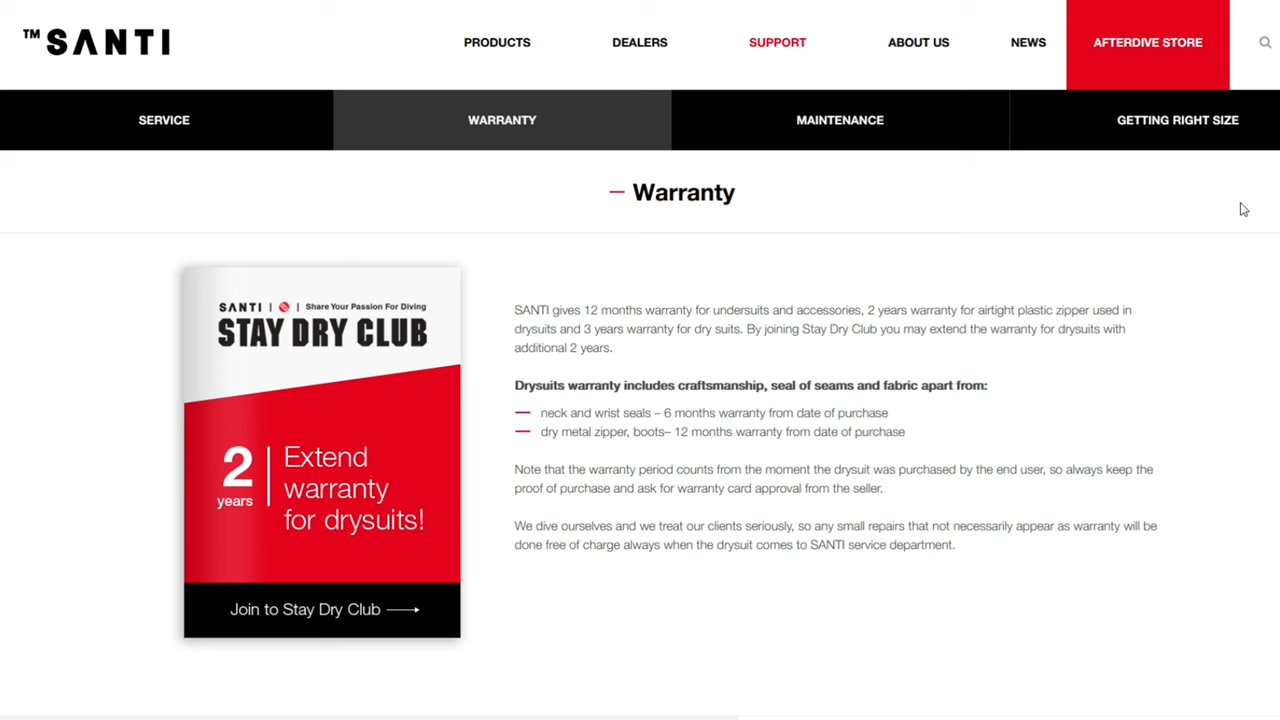 ™SANTI
PRODUCTS
DEALERS
SUPPORT
ABOUT US
NEWS
AFTERDIVE STORE
SERVICE
WARRANTY
MAINTENANCE
GETTING RIGHT SIZE
Warranty
SANTI | | Share Your Passion For Diving
STAY DRY CLUB
2 years
Extend
warranty
for drysuits!
Join to Stay Dry Club
SANTI gives 12 months warranty for undersuits and accessories, 2 years warranty for airtight plastic zipper used in
drysuits and 3 years warranty for dry suits. By joining Stay Dry Club you may extend the warranty for drysuits with
additional 2 years.
Drysuits warranty includes craftsmanship, seal of seams and fabric apart from:
neck and wrist seals – 6 months warranty from date of purchase
dry metal zipper, boots– 12 months warranty from date of purchase
Note that the warranty period counts from the moment the drysuit was purchased by the end user, so always keep the
proof of purchase and ask for warranty card approval from the seller.
We dive ourselves and we treat our clients seriously, so any small repairs that not necessarily appear as warranty will be
done free of charge always when the drysuit comes to SANTI service department.